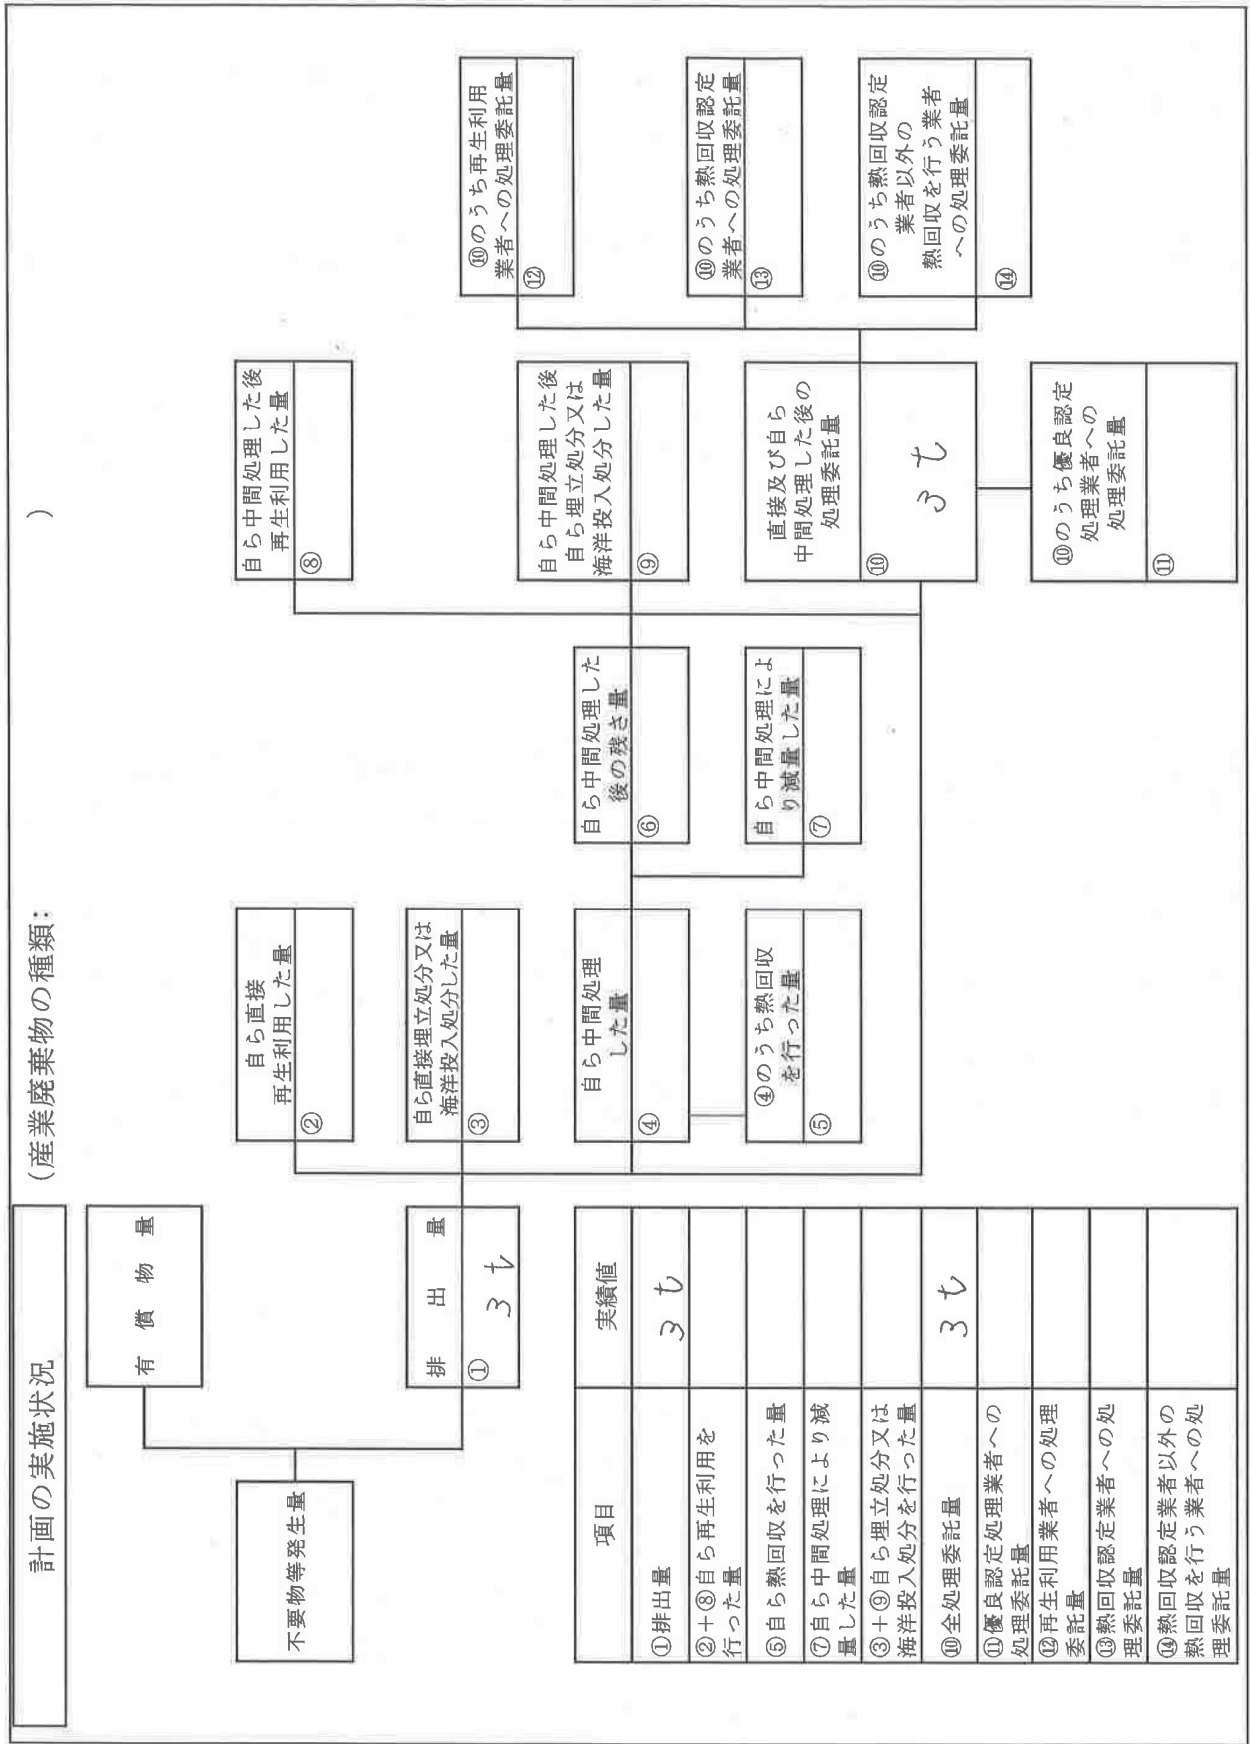 計画の実施状況
(産業廃棄物の種類: )
有償物量
不要物等発生量
排出量
① 3t
自ら直接
再生利用した量
②
自ら直接埋立処分又は
海洋投入処分した量
③
自ら中間処理
した量
④
④のうち熱回収
を行った量
⑤
自ら中間処理した
後の残さ量
⑥
自ら中間処理によ
り減量した量
⑦
自ら中間処理した後
再生利用した量
⑧
自ら中間処理した後
自ら埋立処分又は
海洋投入処分した量
⑨
直接及び自ら
中間処理した後の
処理委託量
⑩ 3t
⑩のうち優良認定
処理業者への
処理委託量
⑪
⑩のうち再生利用
業者への処理委託量
⑫
⑩のうち熱回収認定
業者への処理委託量
⑬
⑩のうち熱回収認定
業者以外の
熱回収を行う業者
への処理委託量
⑭
項目 実績値
①排出量 3t
②+⑧自ら再生利用を
行った量
⑤自ら熱回収を行った量
⑦自ら中間処理により減
量した量
③+⑨自ら埋立処分又は
海洋投入処分を行った量
⑩全処理委託量 3t
⑪優良認定処理業者への
処理委託量
⑫再生利用業者への処理
委託量
⑬熱回収認定業者への処
理委託量
⑭熱回収認定業者以外の
熱回収を行う業者への処
理委託量